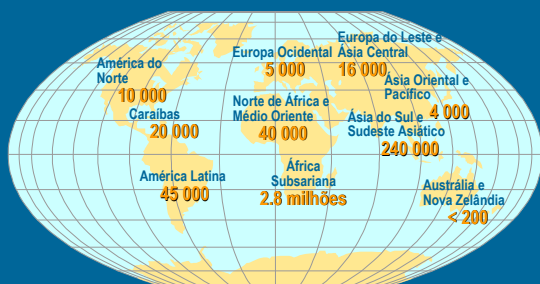 América do
Norte
10 000
Caraíbas
20 000
América Latina
45 000
Europa Ocidental
5 000
Norte de África e
Médio Oriente
40 000
África
Subsariana
2.8 milhões
Europa do Leste e
Ásia Central
16 000
Ásia Oriental e
Pacífico
4 000
Ásia do Sul e
Sudeste Asiático
240 000
Austrália e
Nova Zelândia
< 200